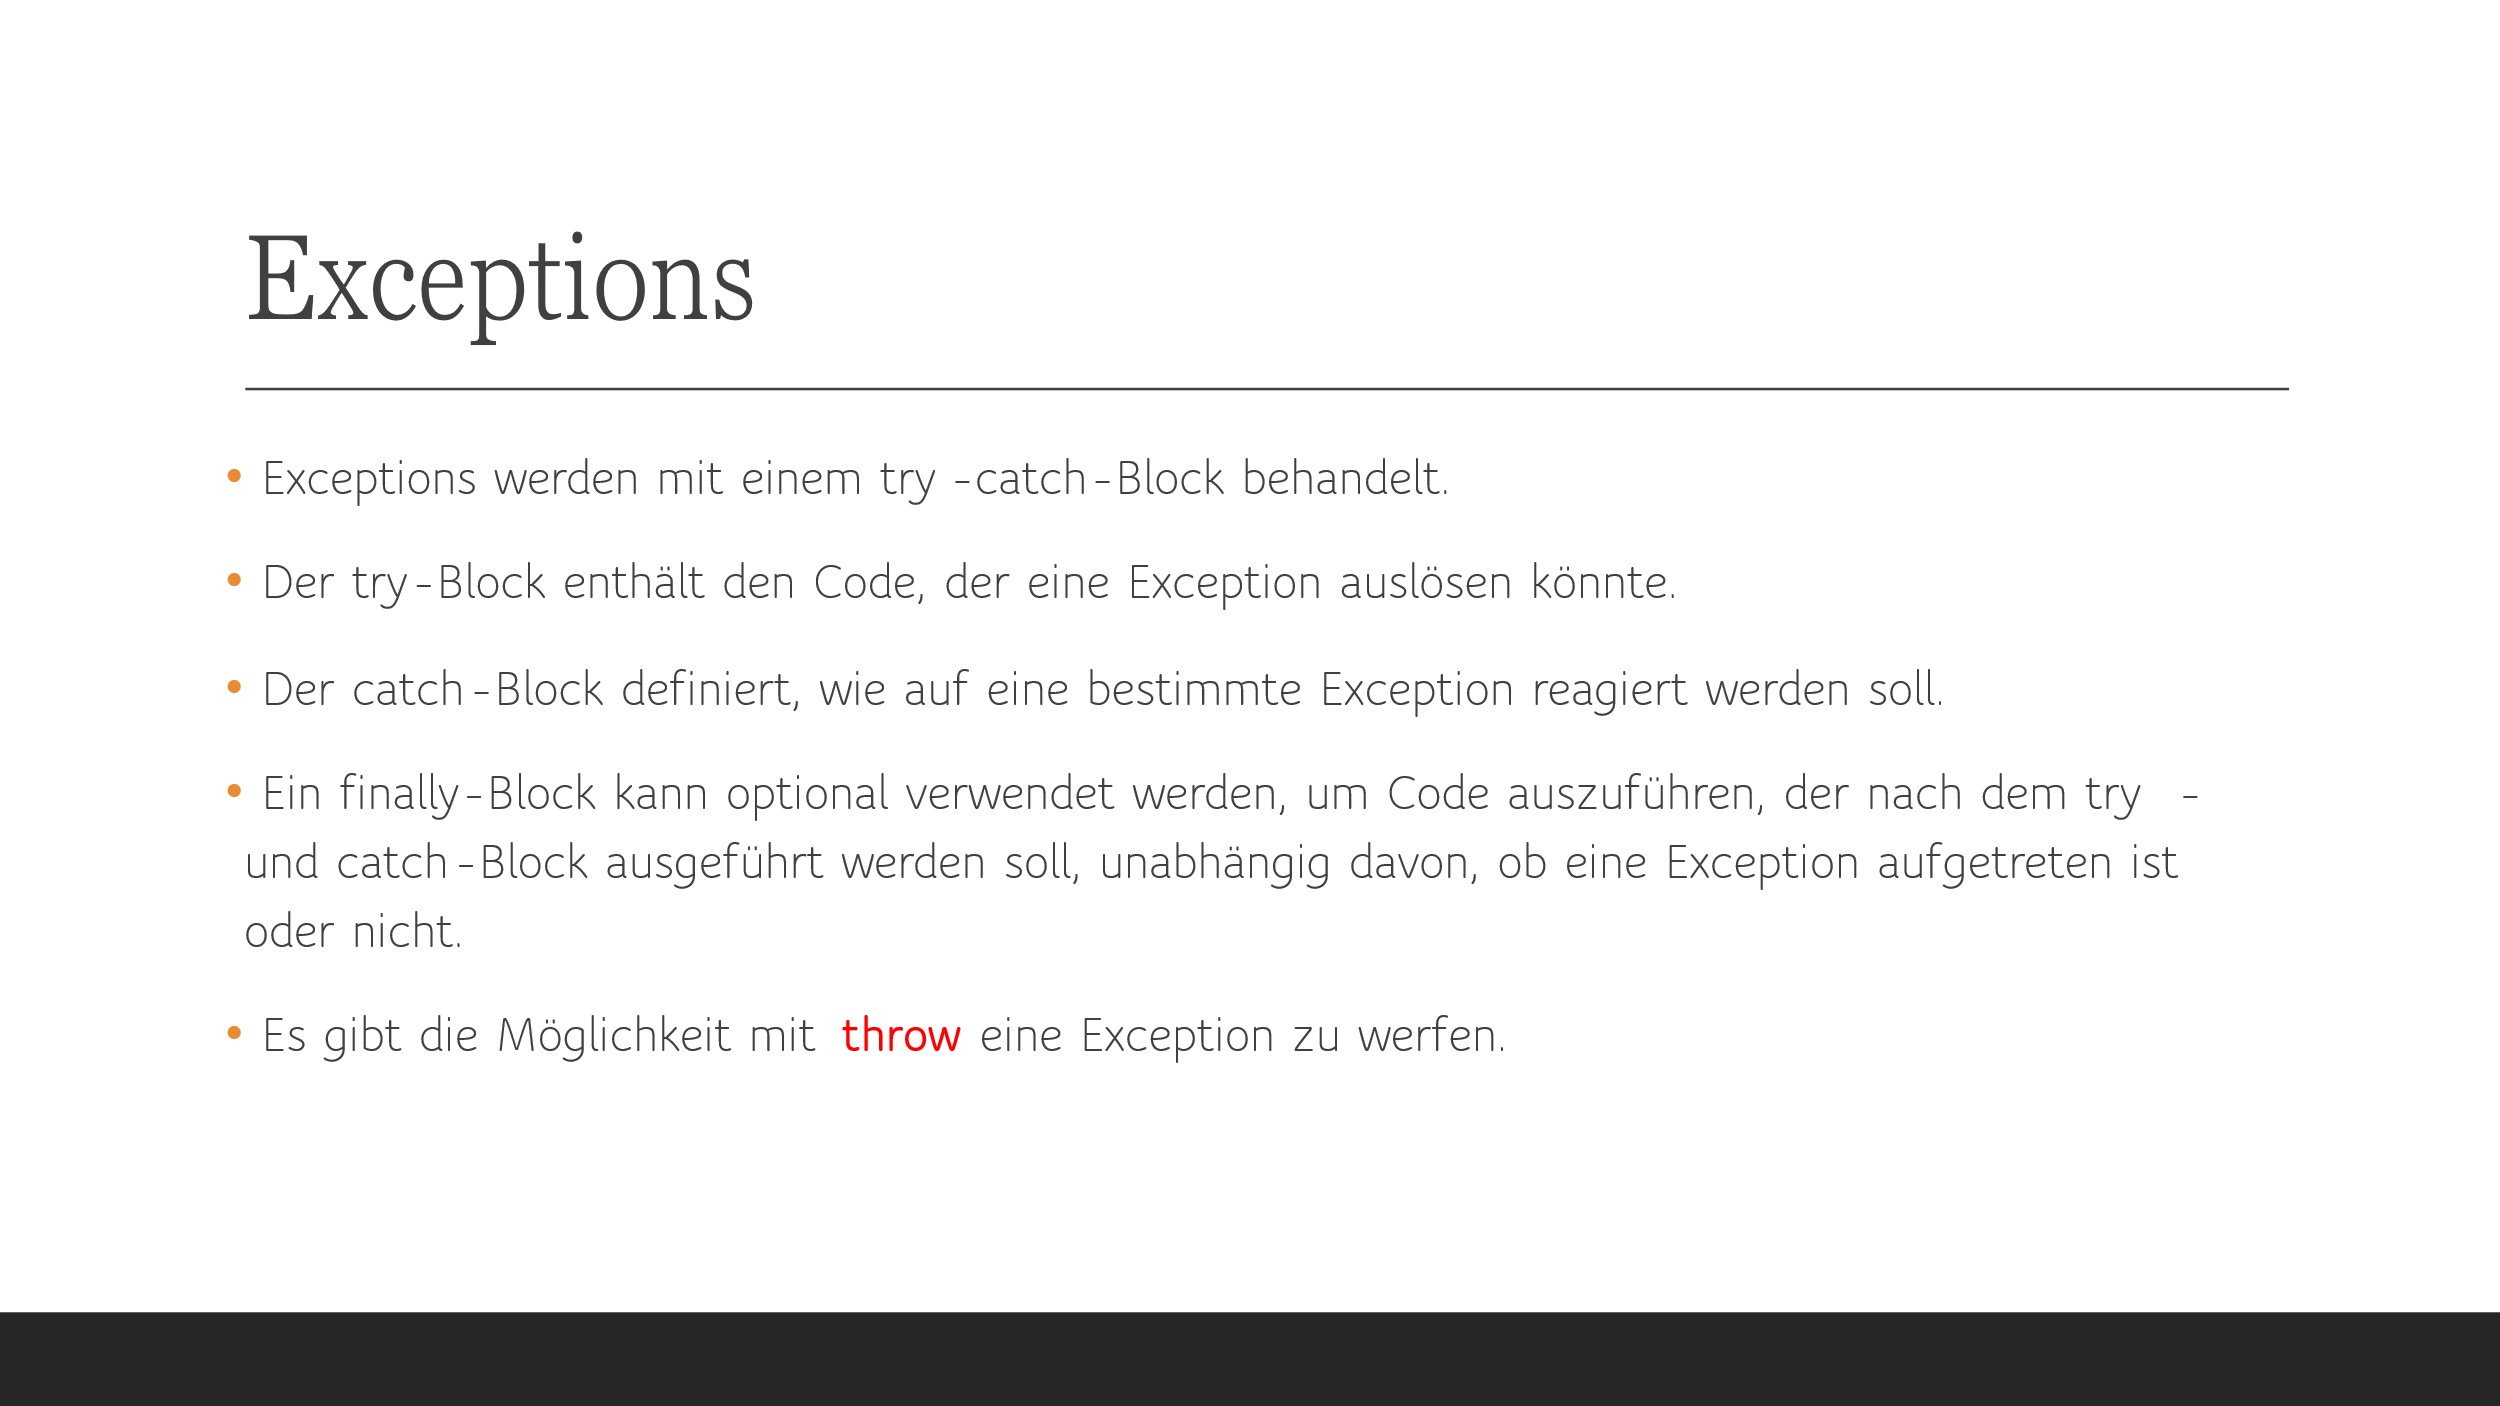 Exceptions
• Exceptions werden mit einem try -catch-Block behandelt.
• Der try-Block enthält den Code, der eine Exception auslösen könnte.
• Der catch-Block definiert, wie auf eine bestimmte Exception reagiert werden soll.
• Ein finally-Block kann optional verwendet werden, um Code auszuführen, der nach dem try -
und catch-Block ausgeführt werden soll, unabhängig davon, ob eine Exception aufgetreten ist
oder nicht.
• Es gibt die Möglichkeit mit throw eine Exception zu werfen.